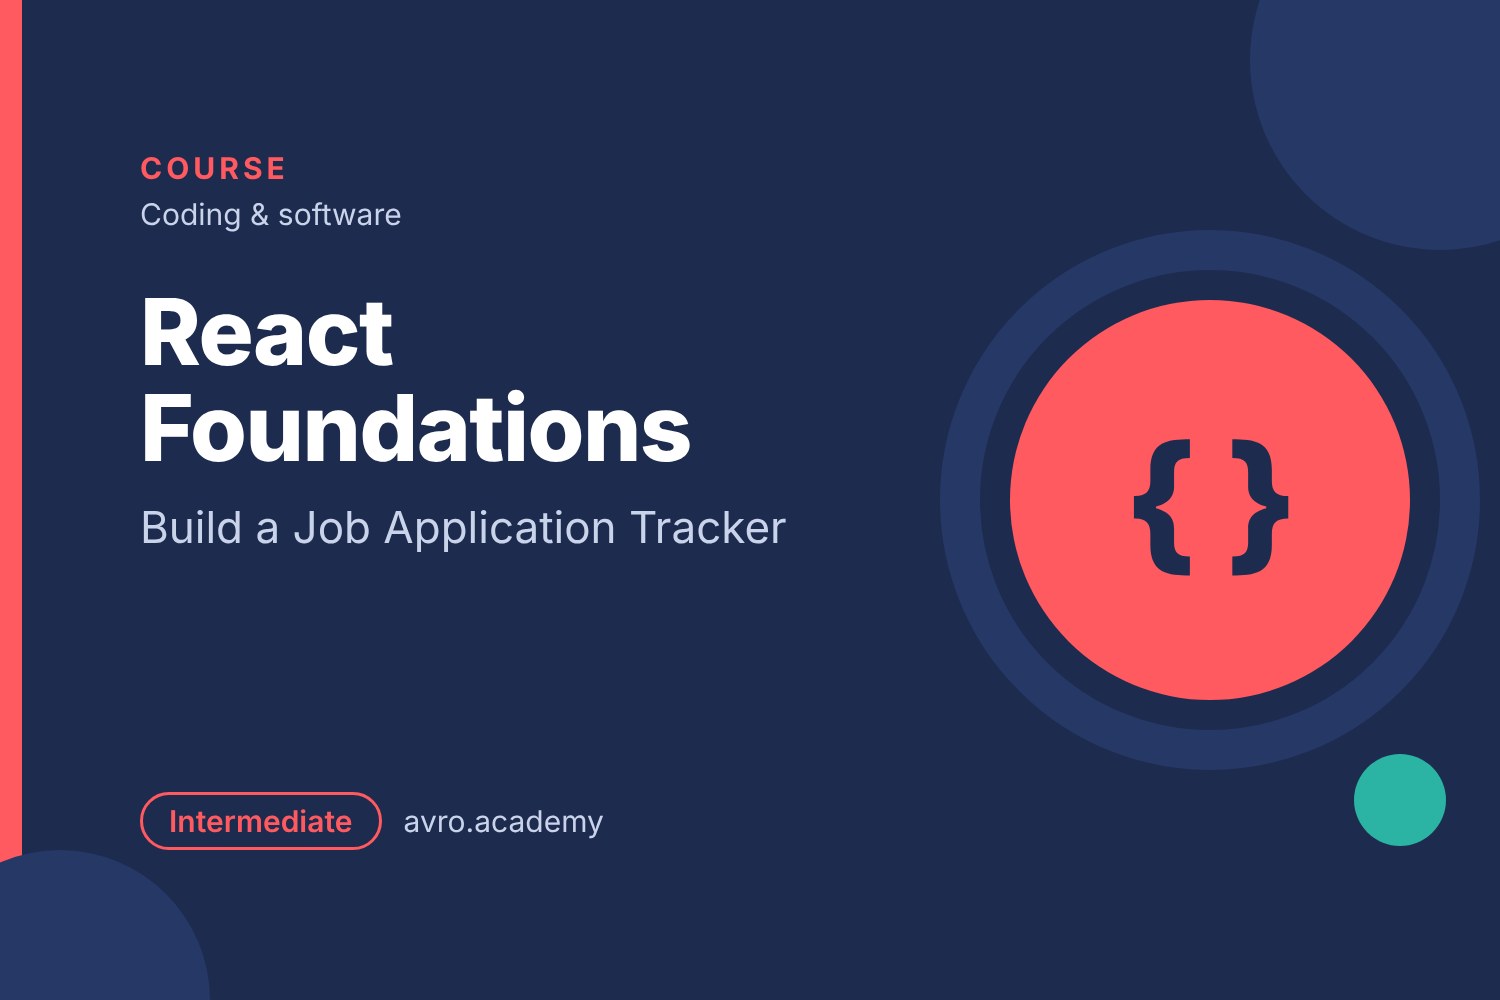 COURSE
Coding & software
React
Foundations
Build a Job Application Tracker
{ }
Intermediate
avro.academy